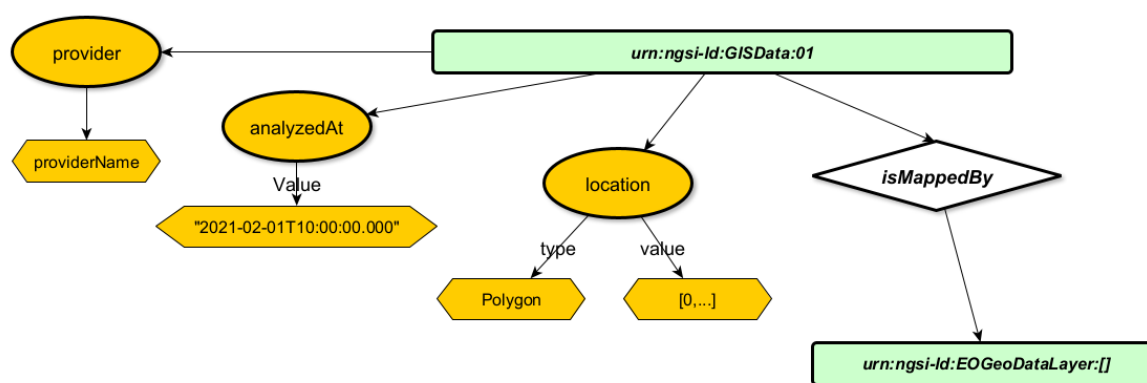 provider
urn:ngsi-ld:GISData:01
analyzedAt
providerName
location
isMappedBy
Value
"2021-02-01T10:00:00.000"
type
value
Polygon
[0,...]
urn:ngsi-ld:EOGeoDataLayer:[]